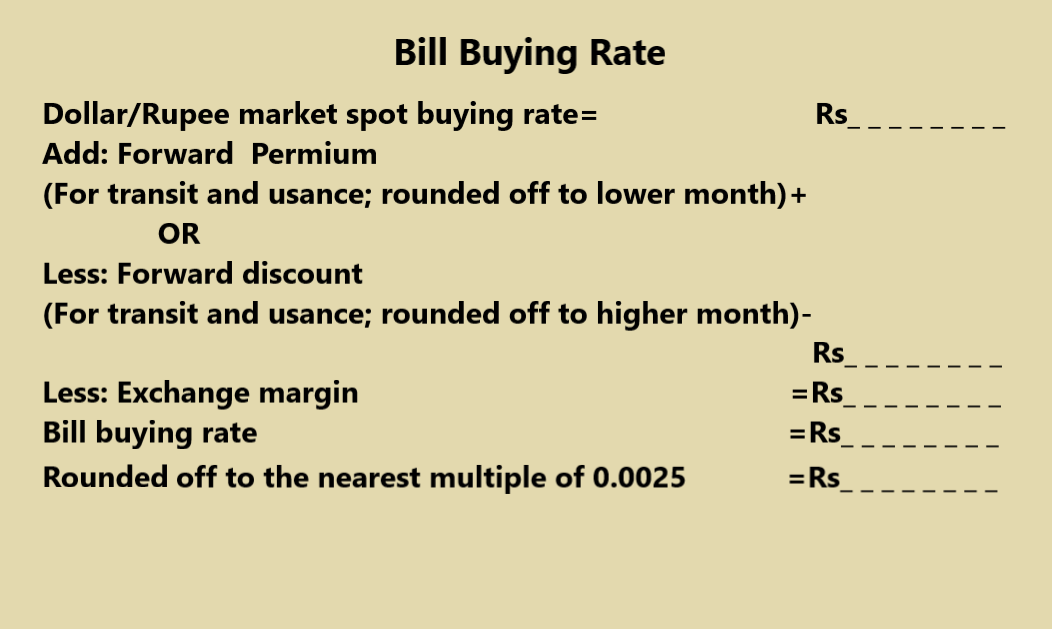 Bill Buying Rate
Dollar/Rupee market spot buying rate= Rs_ _ _ _ _ _ _ _
Add: Forward  Permium
(For transit and usance; rounded off to lower month)+
OR
Less: Forward discount
(For transit and usance; rounded off to higher month)-
Rs_ _ _ _ _ _ _ _
Less: Exchange margin =Rs_ _ _ _ _ _ _ _
Bill buying rate =Rs_ _ _ _ _ _ _ _
Rounded off to the nearest multiple of 0.0025 =Rs_ _ _ _ _ _ _ _